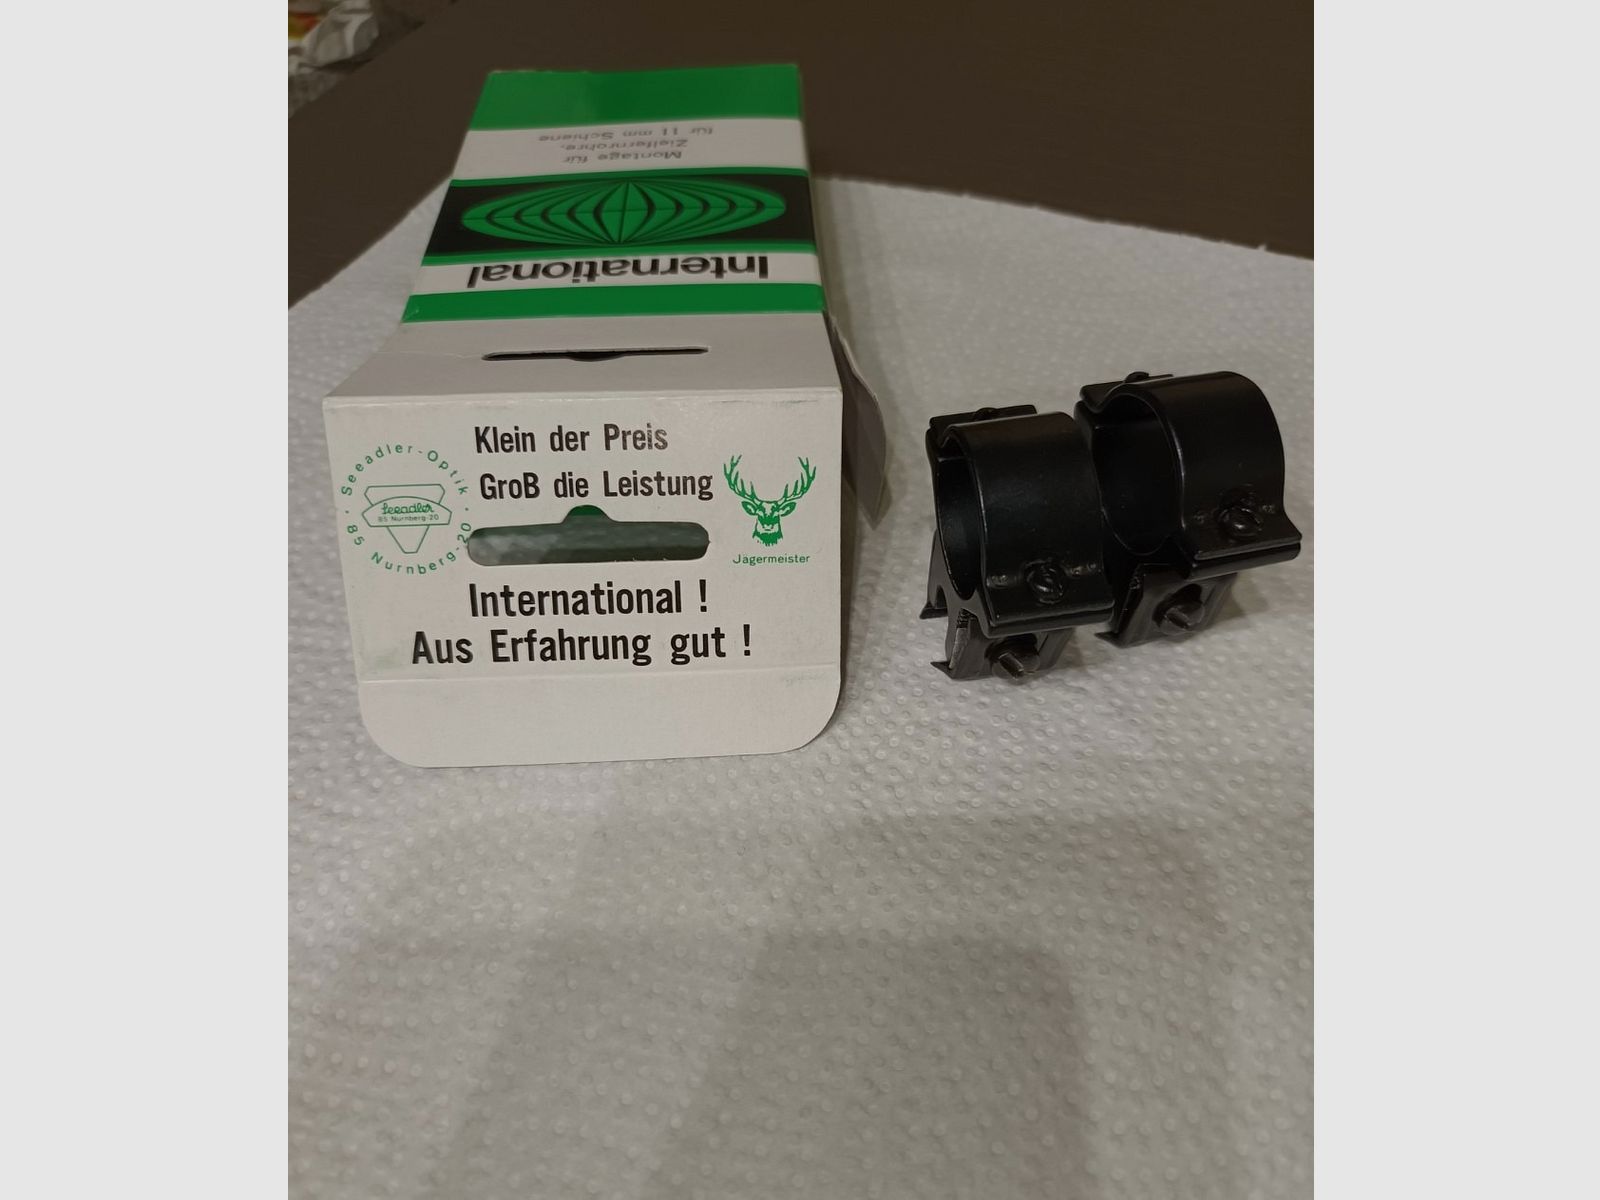 Montage für
Zielfernrohre.
für 11 mm Schiene
International
Klein der Preis
GroB die Leistung
· Seeadler-Optik ·
85 Nurnberg-20
Seeadler
85 Nurnberg-20
Jägermeister
International !
Aus Erfahrung gut !